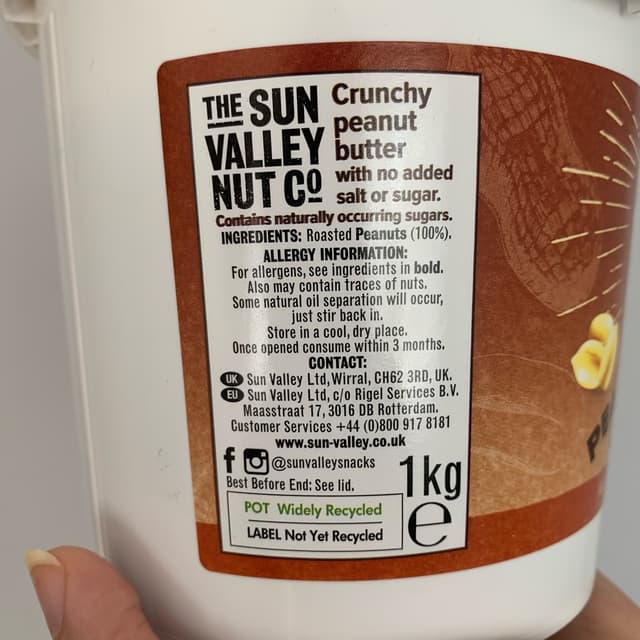 THE SUN
VALLEY
NUT CO
Crunchy
peanut
butter
with no added
salt or sugar.
Contains naturally occurring sugars.
INGREDIENTS: Roasted Peanuts (100%).
ALLERGY INFORMATION:
For allergens, see ingredients in bold.
Also may contain traces of nuts.
Some natural oil separation will occur,
just stir back in.
Store in a cool, dry place.
Once opened consume within 3 months.
CONTACT:
UK Sun Valley Ltd, Wirral, CH62 3RD, UK.
EU Sun Valley Ltd, c/o Rigel Services B.V.
Maasstraat 17, 3016 DB Rotterdam.
Customer Services +44 (0)800 917 8181
www.sun-valley.co.uk
f @sunvalleysnacks
Best Before End: See lid.
1kg
e
POT Widely Recycled
LABEL Not Yet Recycled